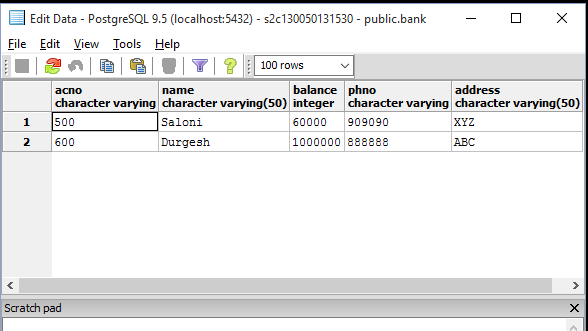 Edit Data - PostgreSQL 9.5 (localhost:5432) - s2c130050131530 - public.bank
File Edit View Tools Help
100 rows
acno name balance phno address
character varying character varying(50) integer character varying character varying(50)
1 500 Saloni 60000 909090 XYZ
2 600 Durgesh 1000000 888888 ABC
Scratch pad